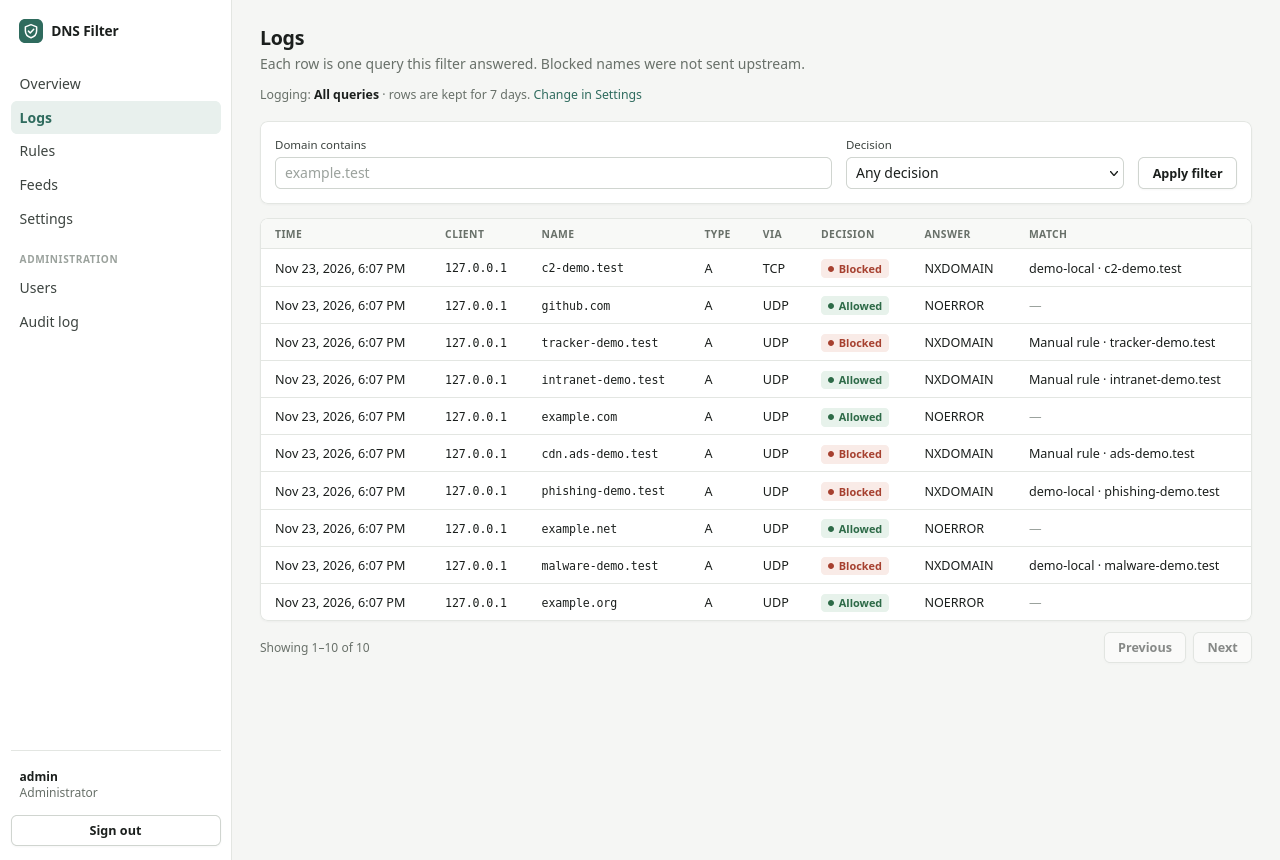 DNS Filter
Overview
Logs
Rules
Feeds
Settings
ADMINISTRATION
Users
Audit log
admin
Administrator
Sign out
Logs
Each row is one query this filter answered. Blocked names were not sent upstream.
Logging: All queries · rows are kept for 7 days. Change in Settings
Domain contains Decision
example.test Any decision Apply filter
TIME CLIENT NAME TYPE VIA DECISION ANSWER MATCH
Nov 23, 2026, 6:07 PM 127.0.0.1 c2-demo.test A TCP Blocked NXDOMAIN demo-local · c2-demo.test
Nov 23, 2026, 6:07 PM 127.0.0.1 github.com A UDP Allowed NOERROR —
Nov 23, 2026, 6:07 PM 127.0.0.1 tracker-demo.test A UDP Blocked NXDOMAIN Manual rule · tracker-demo.test
Nov 23, 2026, 6:07 PM 127.0.0.1 intranet-demo.test A UDP Allowed NXDOMAIN Manual rule · intranet-demo.test
Nov 23, 2026, 6:07 PM 127.0.0.1 example.com A UDP Allowed NOERROR —
Nov 23, 2026, 6:07 PM 127.0.0.1 cdn.ads-demo.test A UDP Blocked NXDOMAIN Manual rule · ads-demo.test
Nov 23, 2026, 6:07 PM 127.0.0.1 phishing-demo.test A UDP Blocked NXDOMAIN demo-local · phishing-demo.test
Nov 23, 2026, 6:07 PM 127.0.0.1 example.net A UDP Allowed NOERROR —
Nov 23, 2026, 6:07 PM 127.0.0.1 malware-demo.test A UDP Blocked NXDOMAIN demo-local · malware-demo.test
Nov 23, 2026, 6:07 PM 127.0.0.1 example.org A UDP Allowed NOERROR —
Showing 1–10 of 10 Previous Next